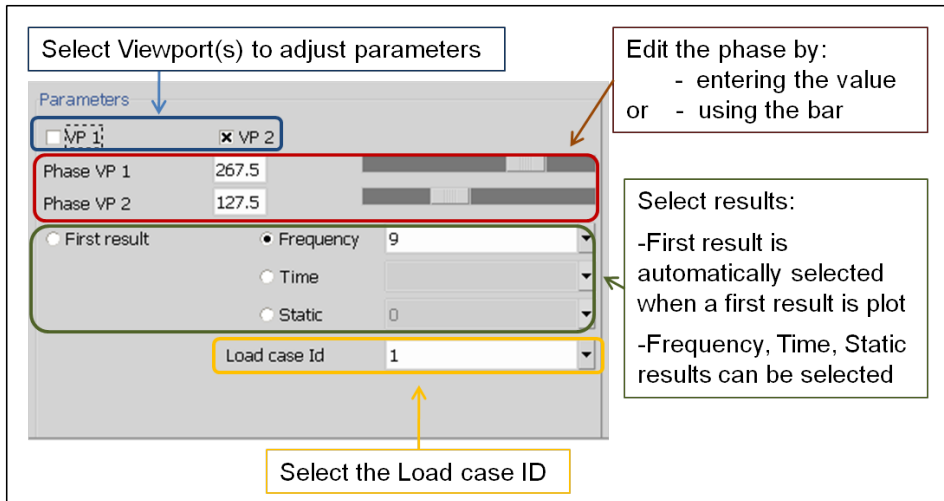 Select Viewport(s) to adjust parameters
Edit the phase by:
- entering the value
or - using the bar
Parameters
VP 1 VP 2
Phase VP 1 267.5
Phase VP 2 127.5
First result Frequency 9
Time
Static 0
Load case Id 1
Select results:
-First result is
automatically selected
when a first result is plot
-Frequency, Time, Static
results can be selected
Select the Load case ID